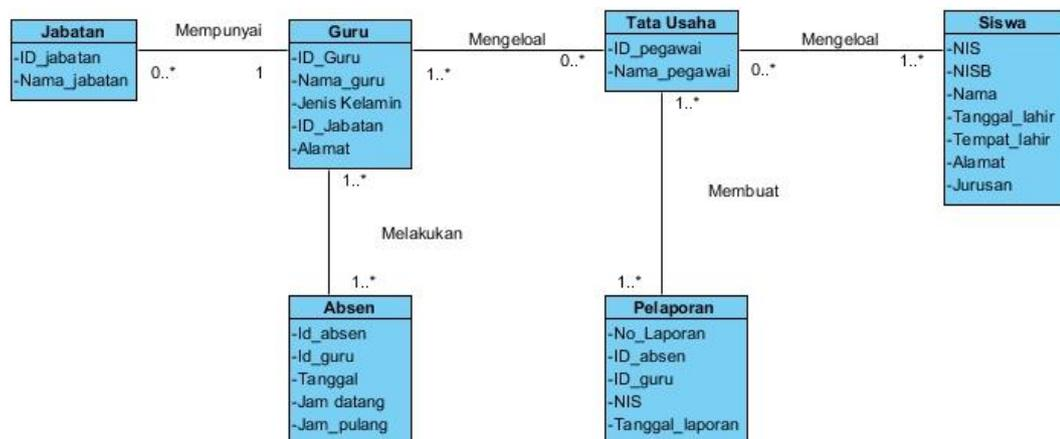 Jabatan
-ID_jabatan
-Nama_jabatan
Mempunyai
0..*
1
Guru
-ID_Guru
-Nama_guru
-Jenis Kelamin
-ID_Jabatan
-Alamat
Mengeloal
1..*
0..*
Tata Usaha
-ID_pegawai
-Nama_pegawai
Mengeloal
0..*
1..*
Siswa
-NIS
-NISB
-Nama
-Tanggal_lahir
-Tempat_lahir
-Alamat
-Jurusan
1..*
Melakukan
1..*
1..*
Membuat
1..*
Absen
-Id_absen
-Id_guru
-Tanggal
-Jam datang
-Jam_pulang
Pelaporan
-No_Laporan
-ID_absen
-ID_guru
-NIS
-Tanggal_laporan